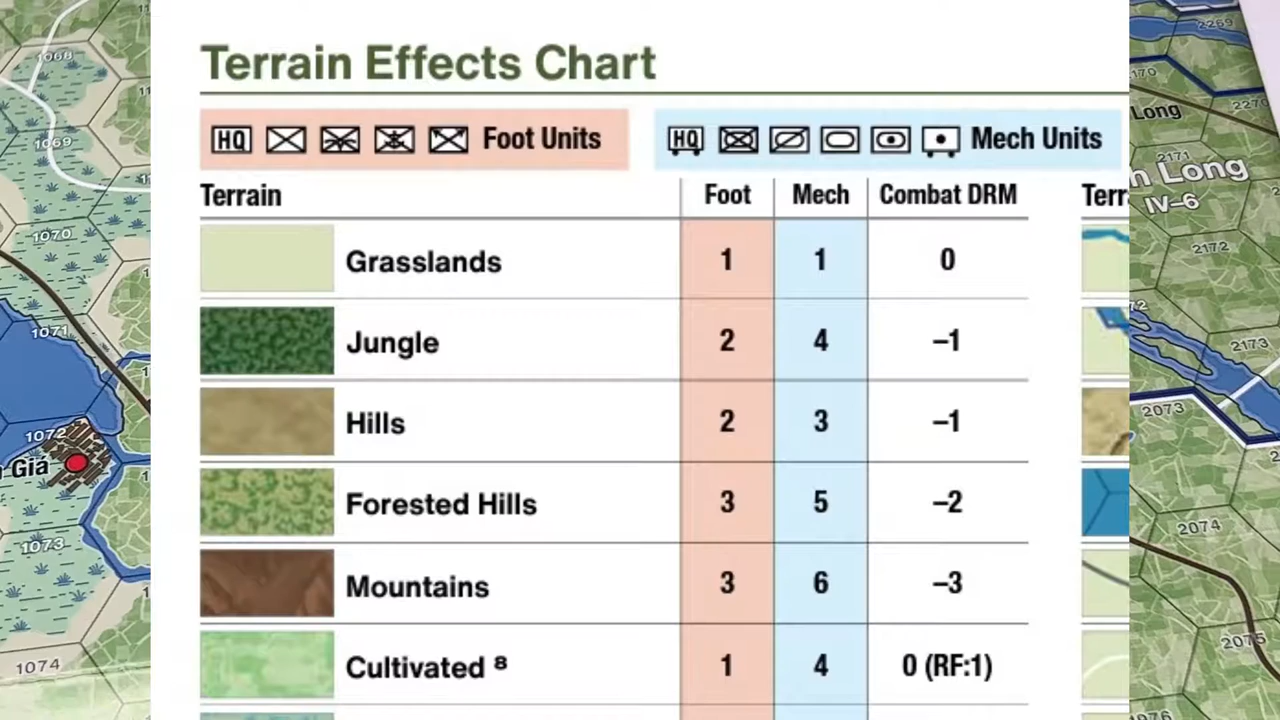 Terrain Effects Chart
HQ Foot Units
HQ Mech Units
Terrain Foot Mech Combat DRM
Grasslands 1 1 0
Jungle 2 4 –1
Hills 2 3 –1
Forested Hills 3 5 –2
Mountains 3 6 –3
Cultivated 8 1 4 0 (RF:1)
1068
1069
1070
1071
1072
Giá
1073
1074
2269
Long
2270
2171
Long
IV–6
2172
2173
2073
2074
2075